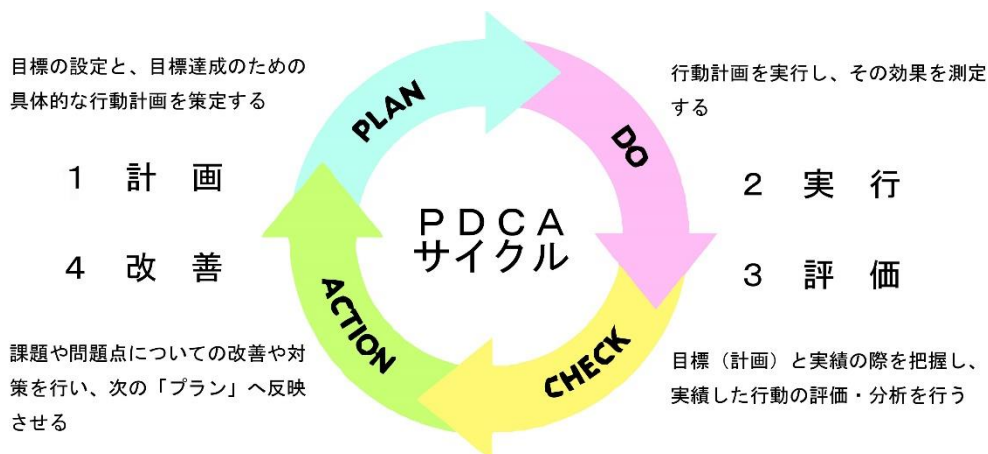 目標の設定と、目標達成のための
具体的な行動計画を策定する
1 計 画
PLAN
DO
行動計画を実行し、その効果を測定
する
2 実 行
PDCA
サイクル
4 改 善
課題や問題点についての改善や対
策を行い、次の「プラン」へ反映
させる
ACTION
CHECK
3 評 価
目標（計画）と実績の際を把握し、
実績した行動の評価・分析を行う